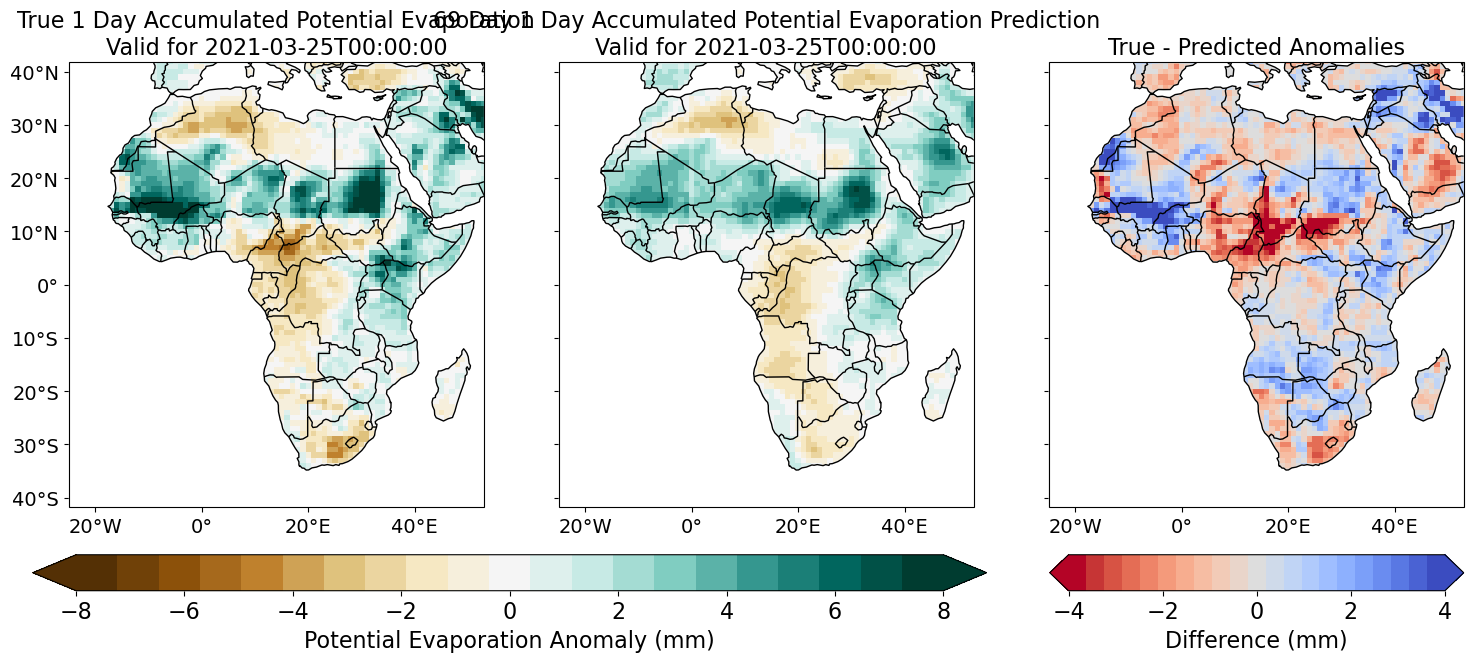 True 1 Day Accumulated Potential Evaporation
Valid for 2021-03-25T00:00:00
69 Day 1 Day Accumulated Potential Evaporation Prediction
Valid for 2021-03-25T00:00:00
True - Predicted Anomalies
40°N
30°N
20°N
10°N
0°
10°S
20°S
30°S
40°S
20°W 0° 20°E 40°E
20°W 0° 20°E 40°E
20°W 0° 20°E 40°E
−8 −6 −4 −2 0 2 4 6 8
Potential Evaporation Anomaly (mm)
−4 −2 0 2 4
Difference (mm)